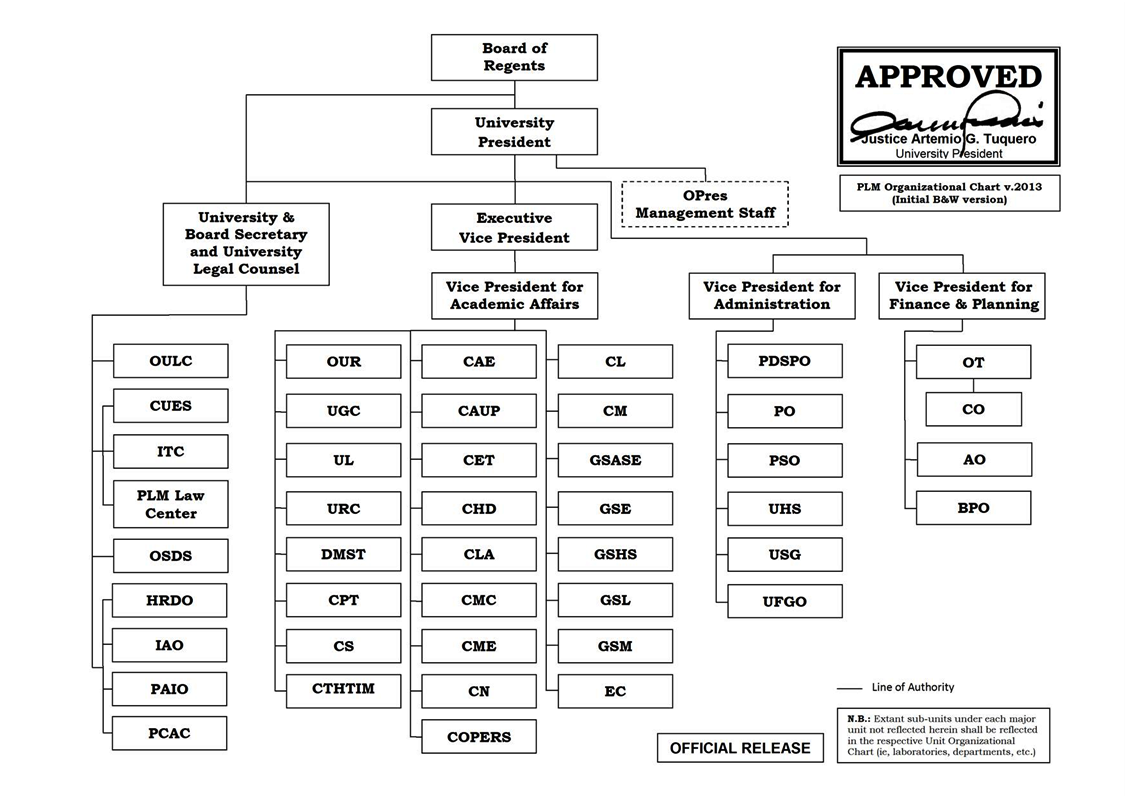 Board of
Regents
University
President
APPROVED
Justice Artemio G. Tuquero
University President
PLM Organizational Chart v.2013
(Initial B&W version)
OPres
Management Staff
University &
Board Secretary
and University
Legal Counsel
Executive
Vice President
Vice President for
Academic Affairs
Vice President for
Administration
Vice President for
Finance & Planning
OULC
CUES
ITC
PLM Law
Center
OSDS
HRDO
IAO
PAIO
PCAC
OUR
UGC
UL
URC
DMST
CPT
CS
CTHTIM
CAE
CAUP
CET
CHD
CLA
CMC
CME
CN
COPERS
CL
CM
GSASE
GSE
GSHS
GSL
GSM
EC
PDSPO
PO
PSO
UHS
USG
UFGO
OT
CO
AO
BPO
Line of Authority
N.B.: Extant sub-units under each major
unit not reflected herein shall be reflected
in the respective Unit Organizational
Chart (ie, laboratories, departments, etc.)
OFFICIAL RELEASE